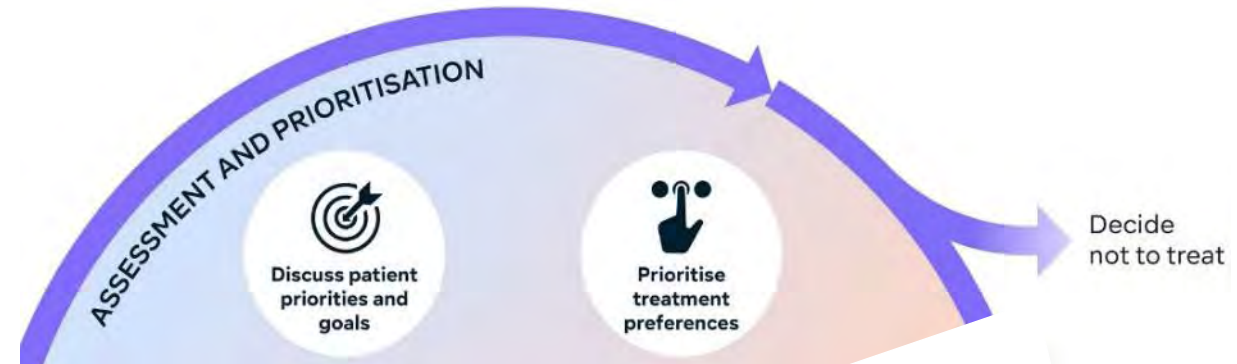 ASSESSMENT AND PRIORITISATION
Discuss patient
priorities and
goals
Prioritise
treatment
preferences
Decide
not to treat